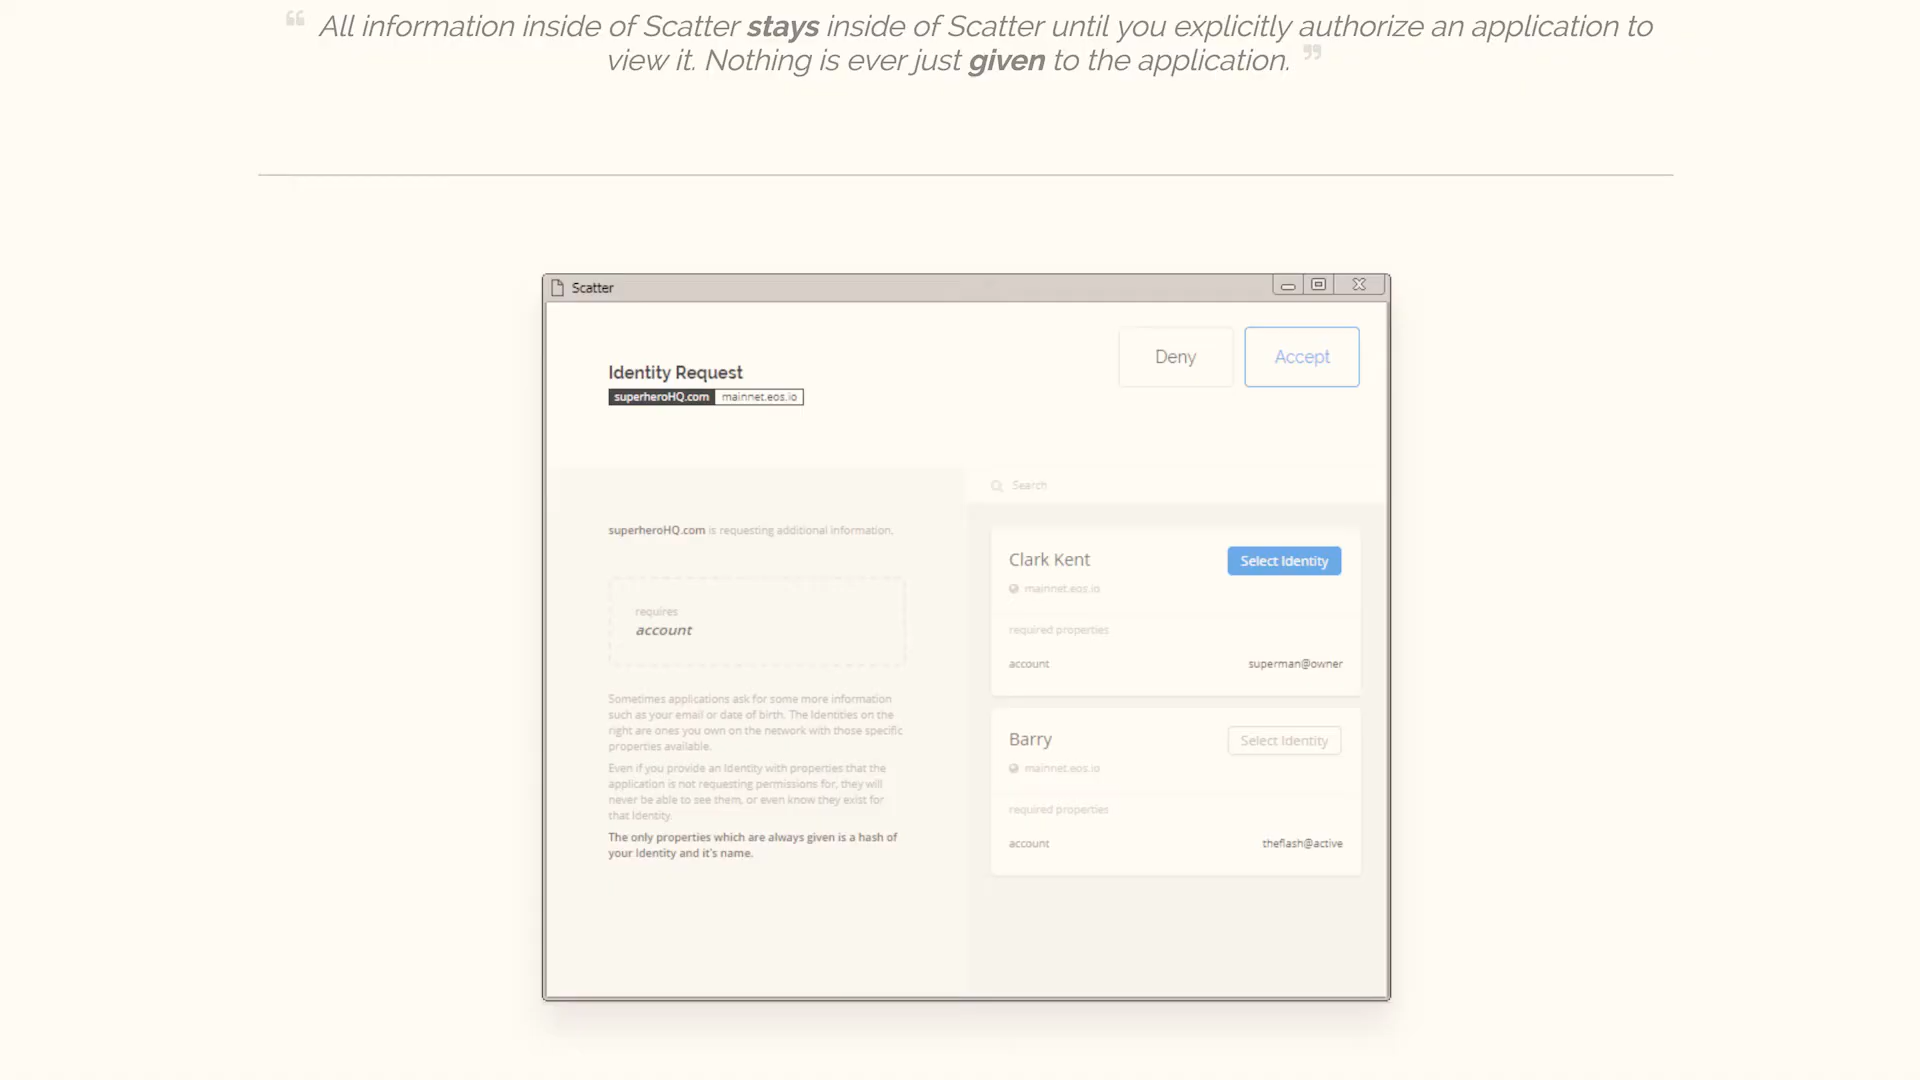 “ All information inside of Scatter stays inside of Scatter until you explicitly authorize an application to
view it. Nothing is ever just given to the application. ”
Scatter
Deny
Accept
Identity Request
superheroHQ.com mainnet.eos.io
Search
superheroHQ.com is requesting additional information.
requires
account
Sometimes applications ask for some more information
such as your email or date of birth. The Identities on the
right are ones you own on the network with those specific
properties available.
Even if you provide an Identity with properties that the
application is not requesting permissions for, they will
never be able to see them, or even know they exist for
that Identity.
The only properties which are always given is a hash of
your Identity and it's name.
Clark Kent
Select Identity
mainnet.eos.io
required properties
account superman@owner
Barry
Select Identity
mainnet.eos.io
required properties
account theflash@active